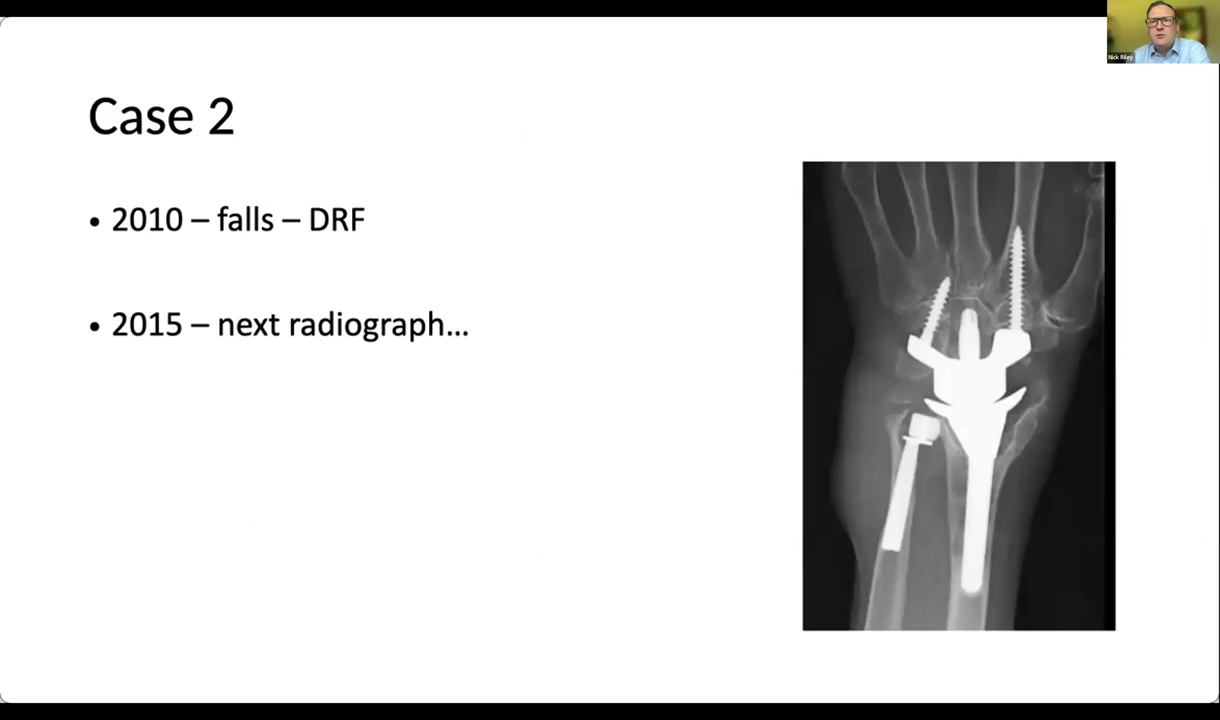 Nick Riley
Case 2
• 2010 – falls – DRF
• 2015 – next radiograph...